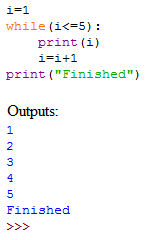 i=1
while(i<=5):
    print(i)
    i=i+1
print("Finished")
Outputs:
1
2
3
4
5
Finished
>>>